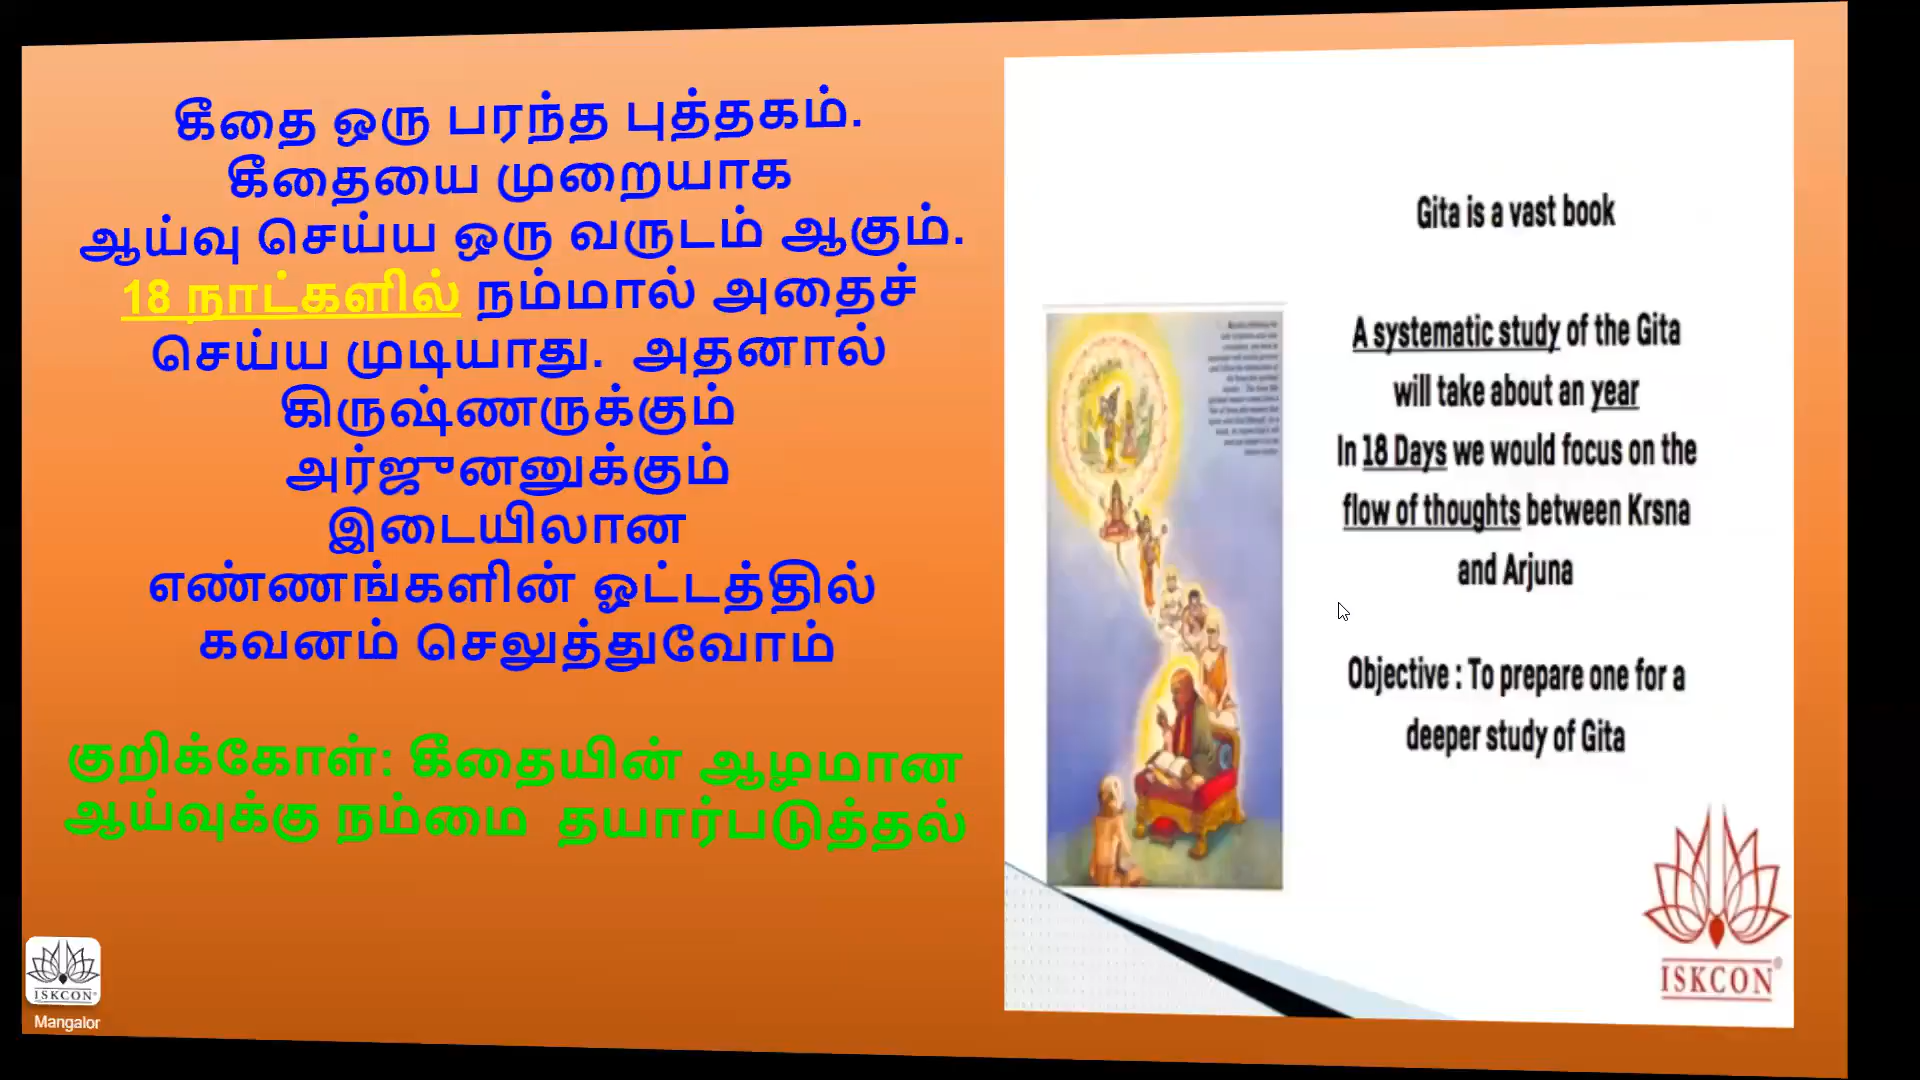 கீதை ஒரு பரந்த புத்தகம்.
கீதையை முறையாக
ஆய்வு செய்ய ஒரு வருடம் ஆகும்.
18 நாட்களில் நம்மால் அதைச்
செய்ய முடியாது. அதனால்
கிருஷ்ணருக்கும்
அர்ஜுனனுக்கும்
இடையிலான
எண்ணங்களின் ஓட்டத்தில்
கவனம் செலுத்துவோம்
குறிக்கோள்: கீதையின் ஆழமான
ஆய்வுக்கு நம்மை தயார்படுத்தல்
ISKCON
Mangalor
Gita is a vast book
A systematic study of the Gita
will take about an year
In 18 Days we would focus on the
flow of thoughts between Krsna
and Arjuna
Objective : To prepare one for a
deeper study of Gita
ISKCON